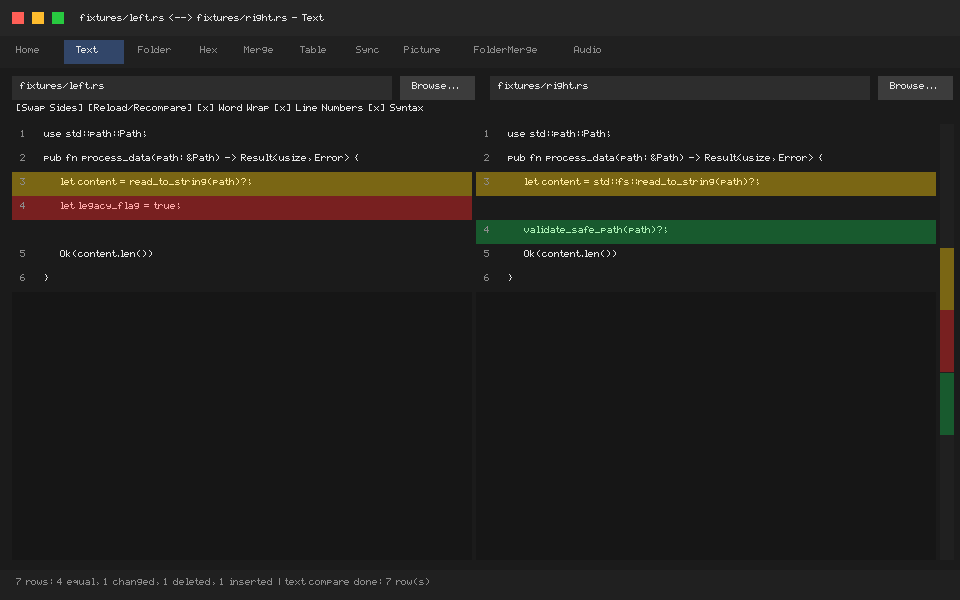 fixtures/left.rs <--> fixtures/right.rs - Text
Home Text Folder Hex Merge Table Sync Picture FolderMerge Audio
fixtures/left.rs Browse... fixtures/right.rs Browse...
[Swap Sides] [Reload/Recompare] [x] Word Wrap [x] Line Numbers [x] Syntax
1 use std::path::Path; 1 use std::path::Path;
2 pub fn process_data(path: &Path) -> Result<usize, Error> { 2 pub fn process_data(path: &Path) -> Result<usize, Error> {
3 let content = read_to_string(path)?; 3 let content = std::fs::read_to_string(path)?;
4 let legacy_flag = true;
4 validate_safe_path(path)?;
5 Ok(content.len()) 5 Ok(content.len())
6 } 6 }
7 rows: 4 equal, 1 changed, 1 deleted, 1 inserted | text compare done: 7 row(s)